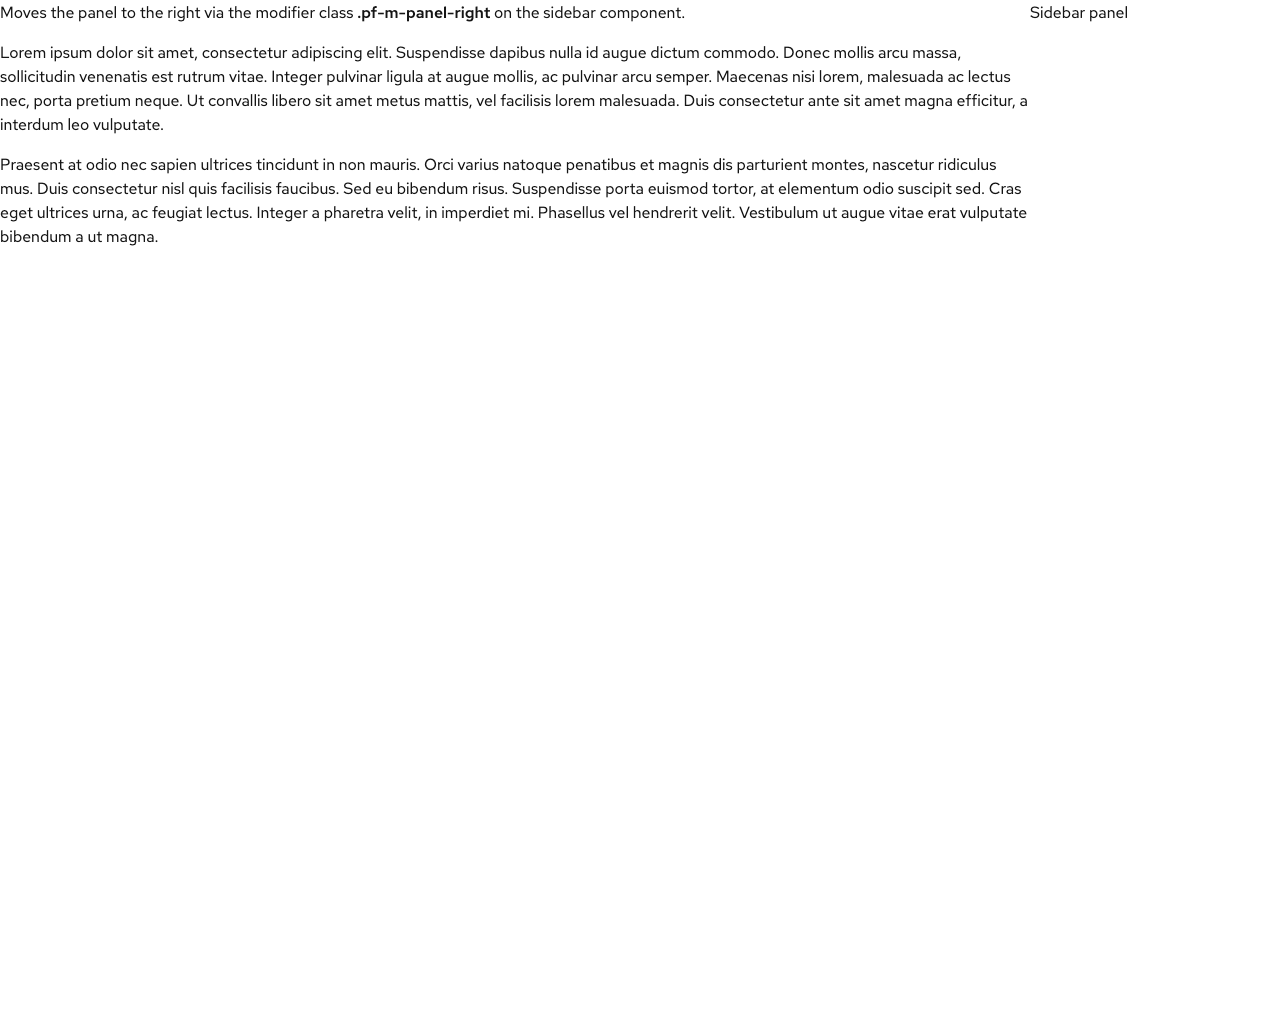 Moves the panel to the right via the modifier class .pf-m-panel-right on the sidebar component.
Lorem ipsum dolor sit amet, consectetur adipiscing elit. Suspendisse dapibus nulla id augue dictum commodo. Donec mollis arcu massa,
sollicitudin venenatis est rutrum vitae. Integer pulvinar ligula at augue mollis, ac pulvinar arcu semper. Maecenas nisi lorem, malesuada ac lectus
nec, porta pretium neque. Ut convallis libero sit amet metus mattis, vel facilisis lorem malesuada. Duis consectetur ante sit amet magna efficitur, a
interdum leo vulputate.
Praesent at odio nec sapien ultrices tincidunt in non mauris. Orci varius natoque penatibus et magnis dis parturient montes, nascetur ridiculus
mus. Duis consectetur nisl quis facilisis faucibus. Sed eu bibendum risus. Suspendisse porta euismod tortor, at elementum odio suscipit sed. Cras
eget ultrices urna, ac feugiat lectus. Integer a pharetra velit, in imperdiet mi. Phasellus vel hendrerit velit. Vestibulum ut augue vitae erat vulputate
bibendum a ut magna.
Sidebar panel